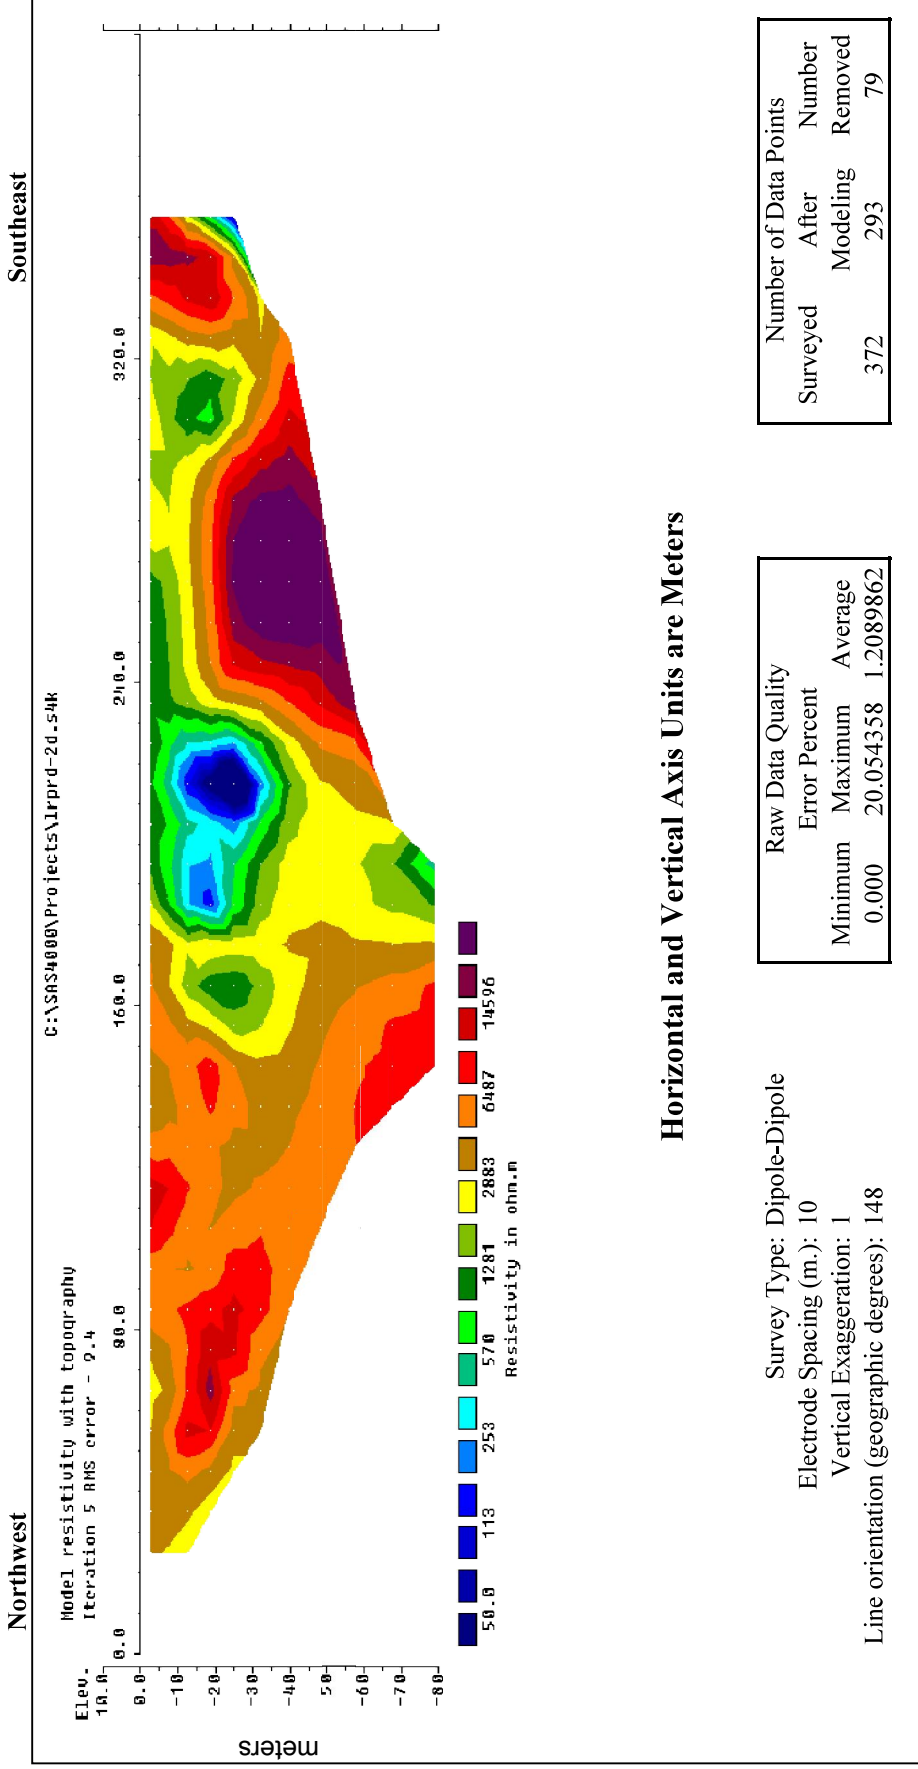 Northwest
Southeast
C:\SAS4000\Projects\lrprd-2d.s4k
Model resistivity with topography
Iteration 5 RMS error - 9.4
Elev.
0.0
80.0
160.0
240.0
320.0
10.0
0.0
-10
-20
-30
-40
-50
-60
-70
-80
meters
50.0
113
253
570
1281
2883
6487
14596
Resistivity in ohm.m
Horizontal and Vertical Axis Units are Meters
Survey Type: Dipole-Dipole
Electrode Spacing (m.): 10
Vertical Exaggeration: 1
Line orientation (geographic degrees): 148
Raw Data Quality
Error Percent
Minimum Maximum Average
0.000 20.054358 1.2089862
Number of Data Points
Surveyed After Number
Modeling Removed
372 293 79